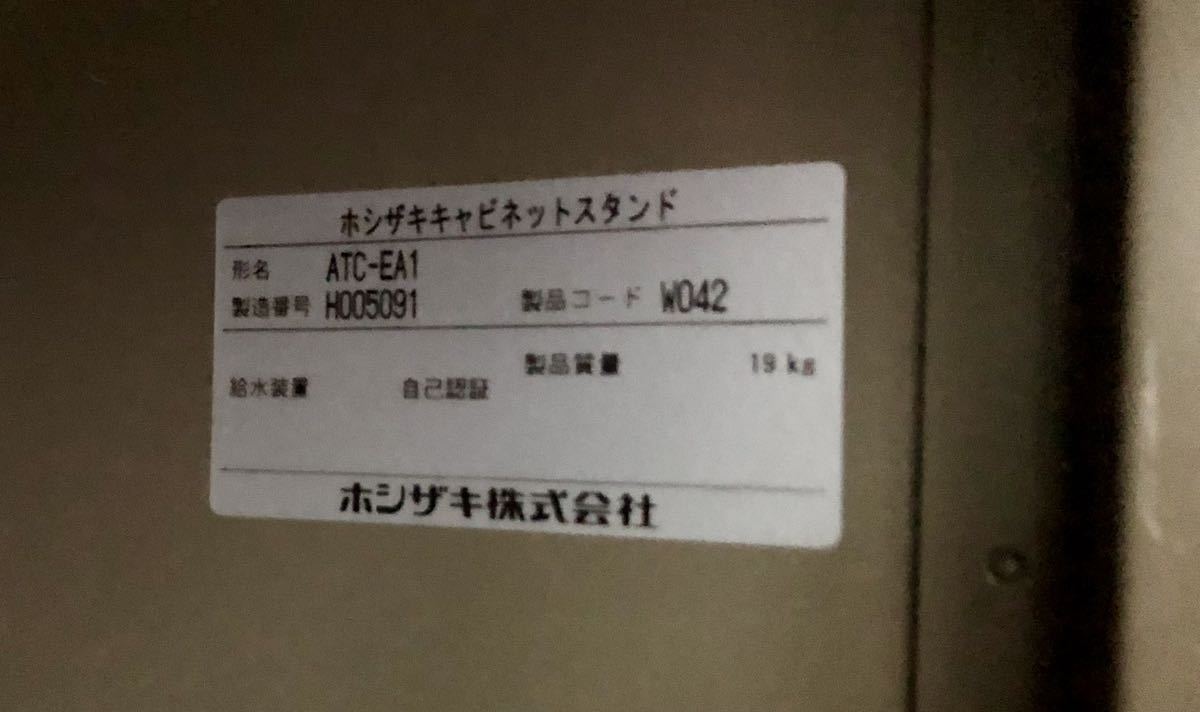 ホシザキキャビネットスタンド
形名 ATC-EA1
製造番号 H005091 製品コード W042
製品質量 19 kg
給水装置 自己認証
ホシザキ株式会社